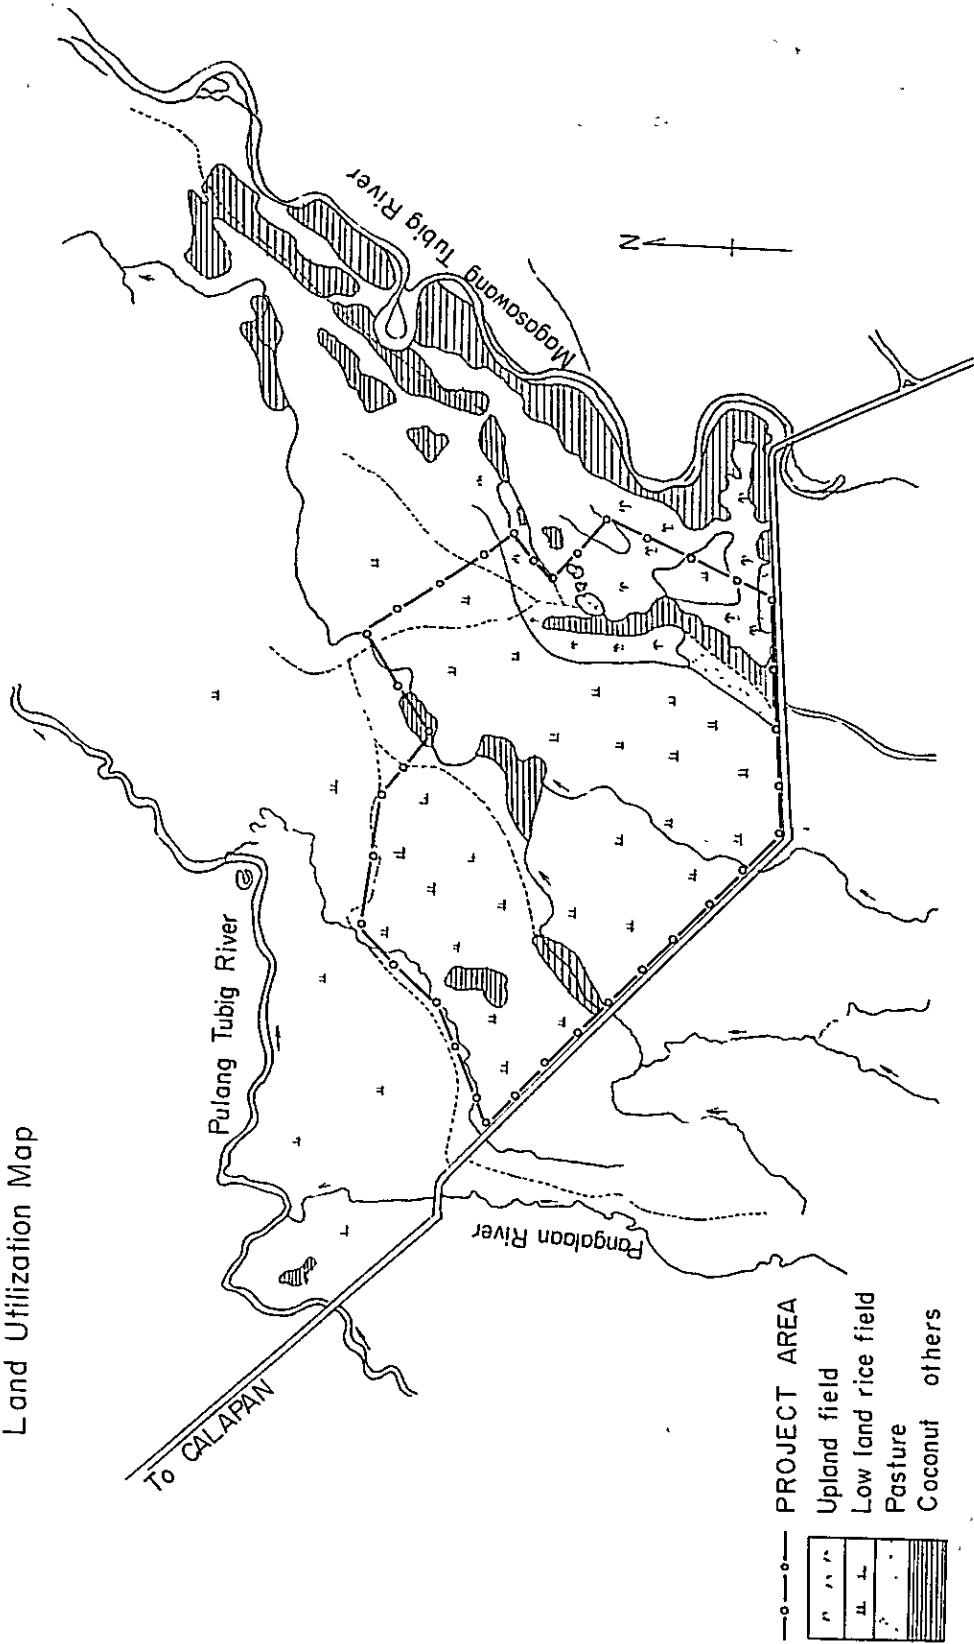 Land Utilization Map
To CALAPAN
Pulang Tubig River
Pangalaan River
Magasawang Tubig River
N
PROJECT AREA
Upland field
Low land rice field
Pasture
Coconut others